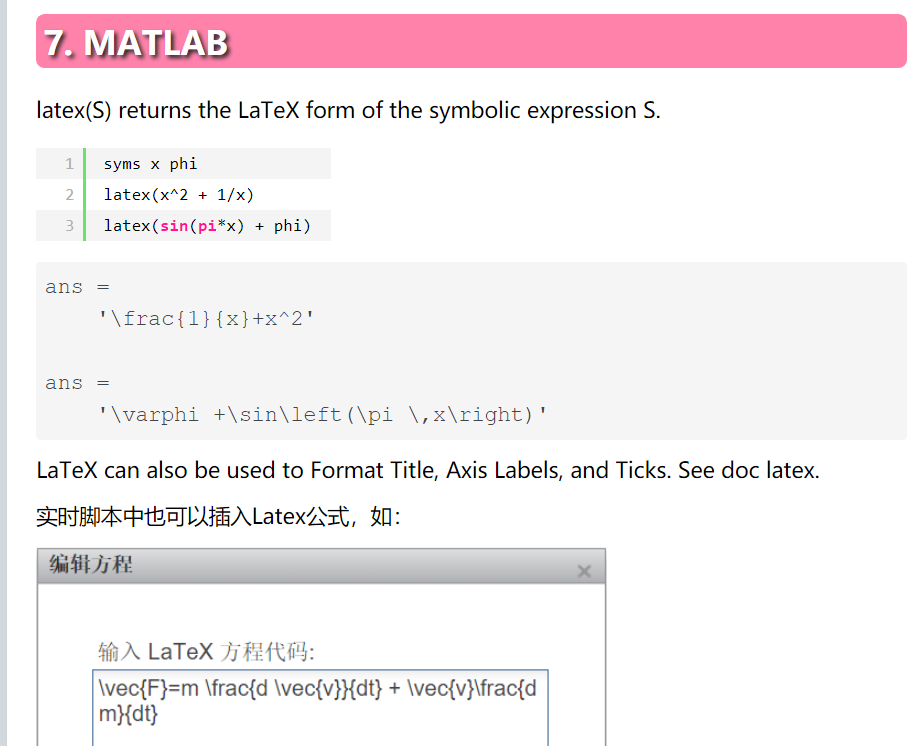 7. MATLAB
latex(S) returns the LaTeX form of the symbolic expression S.
1 syms x phi
2 latex(x^2 + 1/x)
3 latex(sin(pi*x) + phi)
ans =
'\frac{1}{x}+x^2'
ans =
'\varphi +\sin\left(\pi \,x\right)'
LaTeX can also be used to Format Title, Axis Labels, and Ticks. See doc latex.
实时脚本中也可以插入Latex公式，如：
编辑方程
输入 LaTeX 方程代码:
\vec{F}=m \frac{d \vec{v}}{dt} + \vec{v}\frac{d
m}{dt}